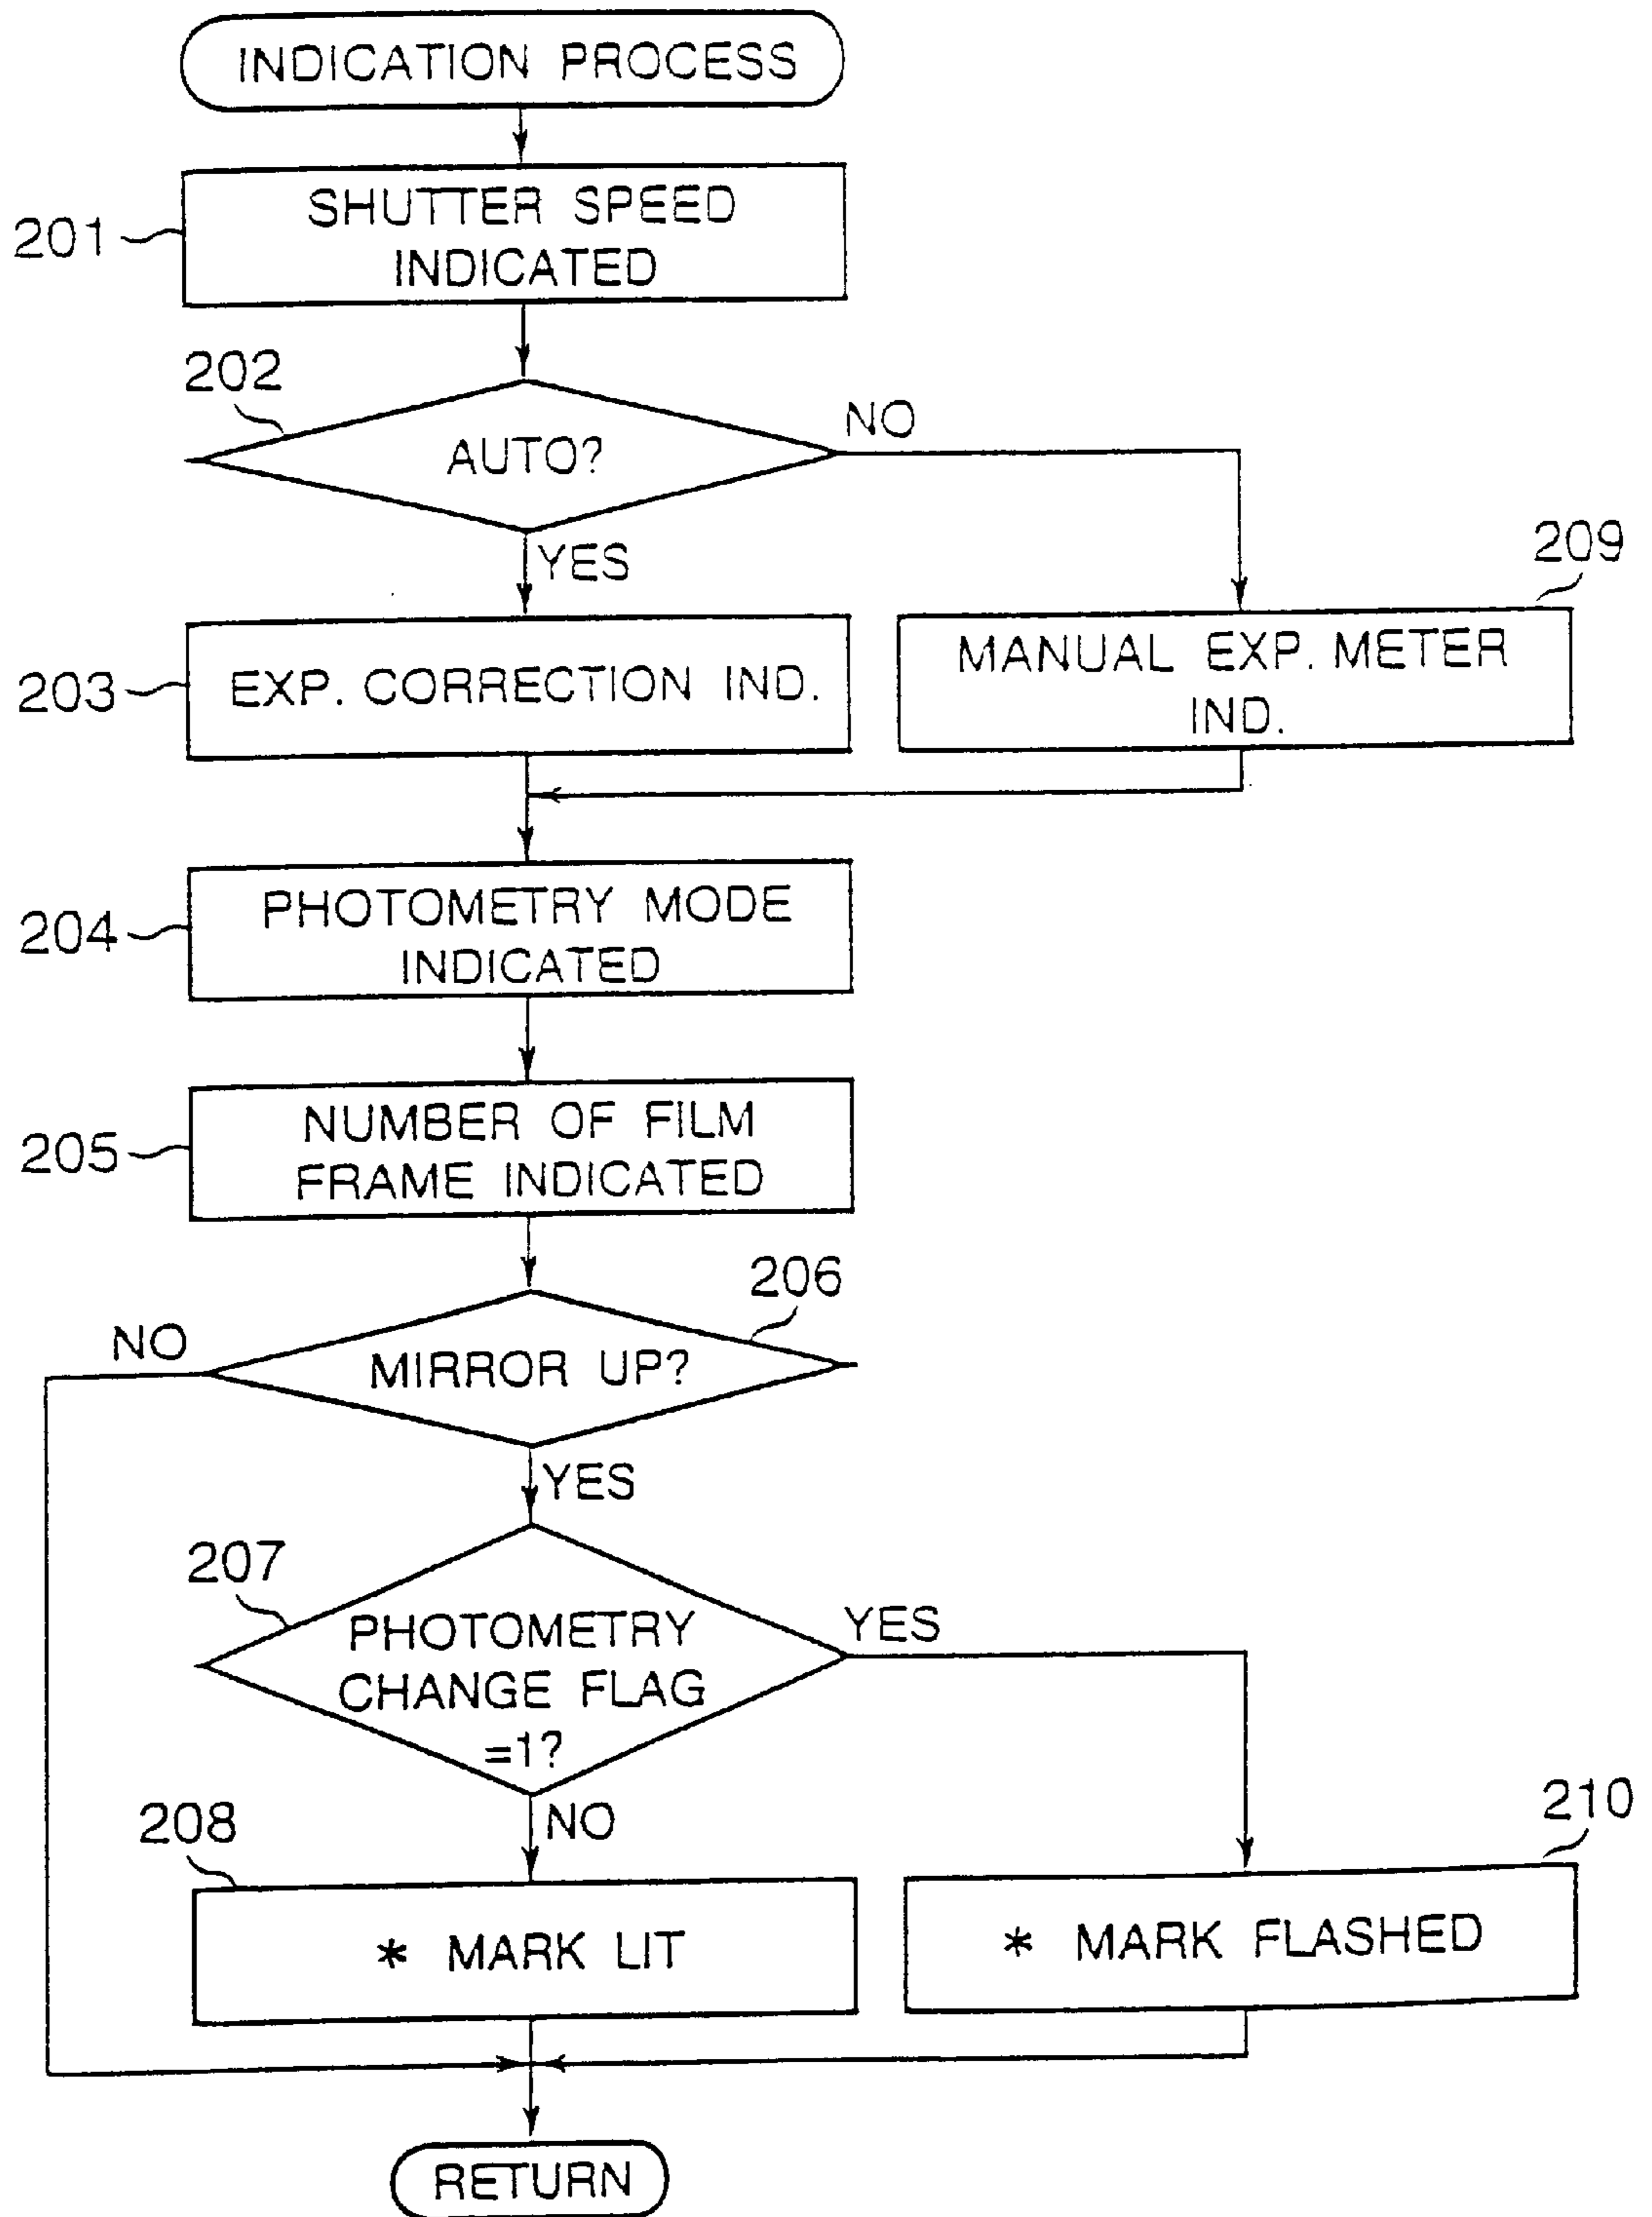 INDICATION PROCESS
201
SHUTTER SPEED
INDICATED
202
AUTO?
NO
YES
209
203
EXP. CORRECTION IND.
MANUAL EXP. METER
IND.
204
PHOTOMETRY MODE
INDICATED
205
NUMBER OF FILM
FRAME INDICATED
206
NO
MIRROR UP?
YES
207
PHOTOMETRY
CHANGE FLAG
=1?
YES
NO
208
210
* MARK LIT
* MARK FLASHED
RETURN